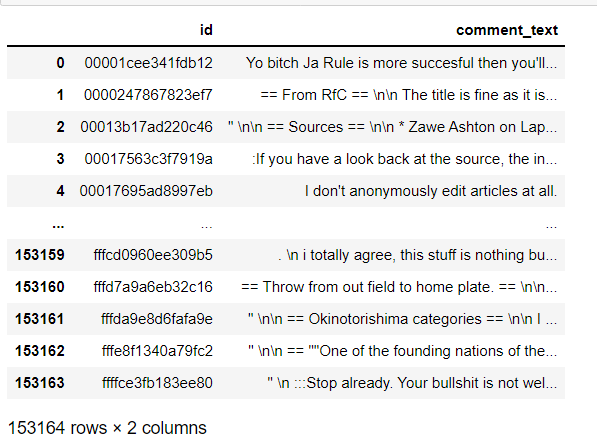 id comment_text
0 00001cee341fdb12 Yo bitch Ja Rule is more succesful then you'll...
1 0000247867823ef7 == From RfC == \n\n The title is fine as it is...
2 00013b17ad220c46 " \n\n == Sources == \n\n * Zawe Ashton on Lap...
3 00017563c3f7919a :If you have a look back at the source, the in...
4 00017695ad8997eb I don't anonymously edit articles at all.
... ... ...
153159 fffcd0960ee309b5 . \n i totally agree, this stuff is nothing bu...
153160 fffd7a9a6eb32c16 == Throw from out field to home plate. == \n\n...
153161 fffda9e8d6fafa9e " \n\n == Okinotorishima categories == \n\n I ...
153162 fffe8f1340a79fc2 " \n\n == ""One of the founding nations of the...
153163 ffffce3fb183ee80 " \n :::Stop already. Your bullshit is not wel...
153164 rows × 2 columns